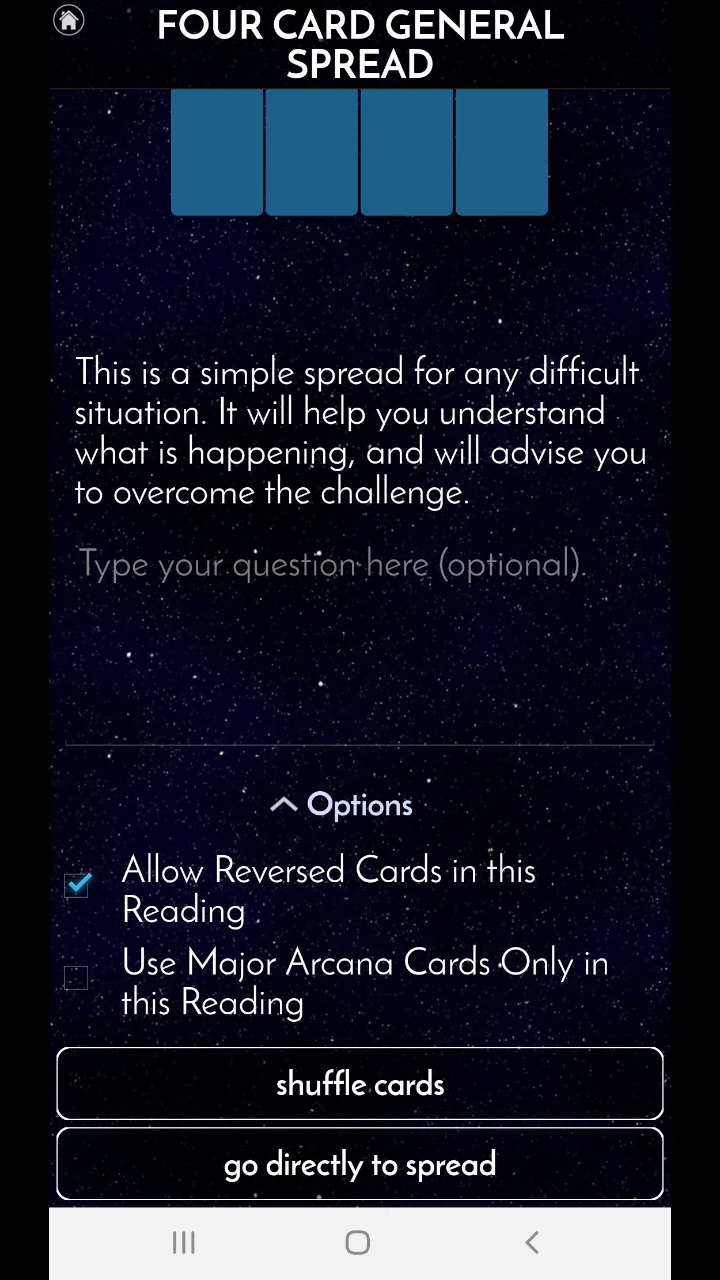 FOUR CARD GENERAL
SPREAD
This is a simple spread for any difficult
situation. It will help you understand
what is happening, and will advise you
to overcome the challenge.
Type your question here (optional).
Options
Allow Reversed Cards in this
Reading
Use Major Arcana Cards Only in
this Reading
shuffle cards
go directly to spread